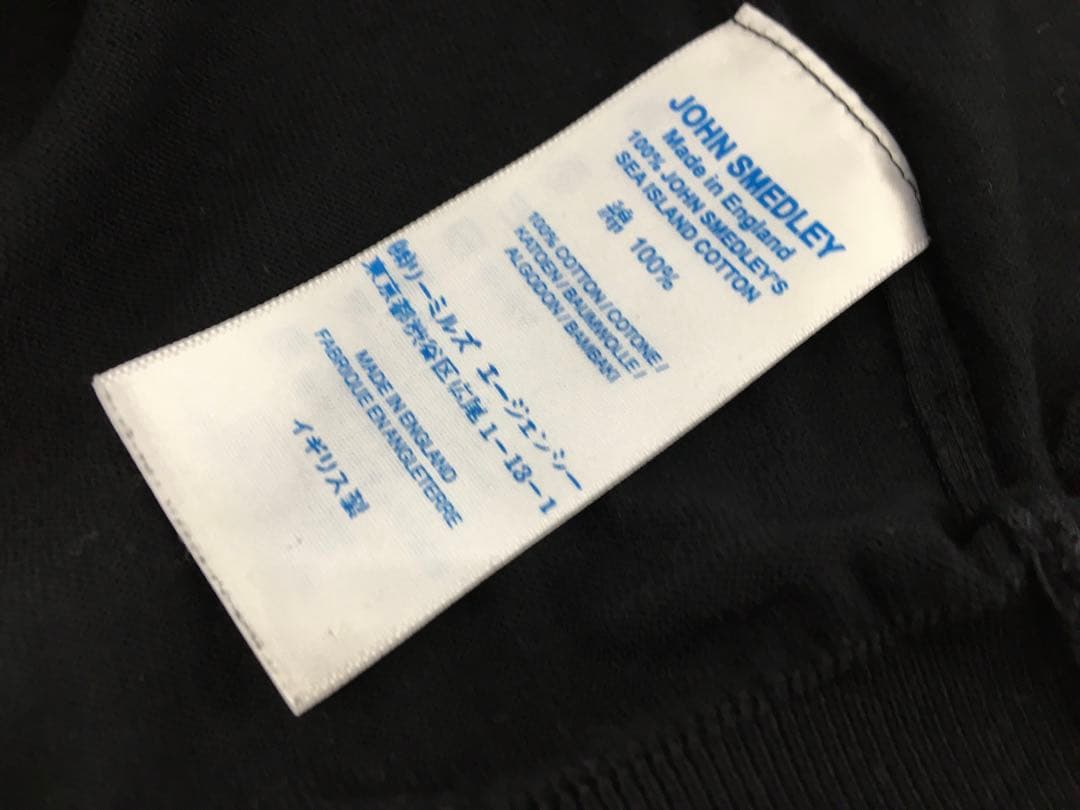 JOHN SMEDLEY
Made in England
100% JOHN SMEDLEY'S
SEA ISLAND COTTON
綿 100%
100% COTTON//COTONE//
KATOEN//BAUMWOLLE//
ALGODON//BAMBAKI
㈱リーミルズ エージェンシー
東京都渋谷区広尾1-18-1
MADE IN ENGLAND
FABRIQUE EN ANGLETERRE
イギリス製